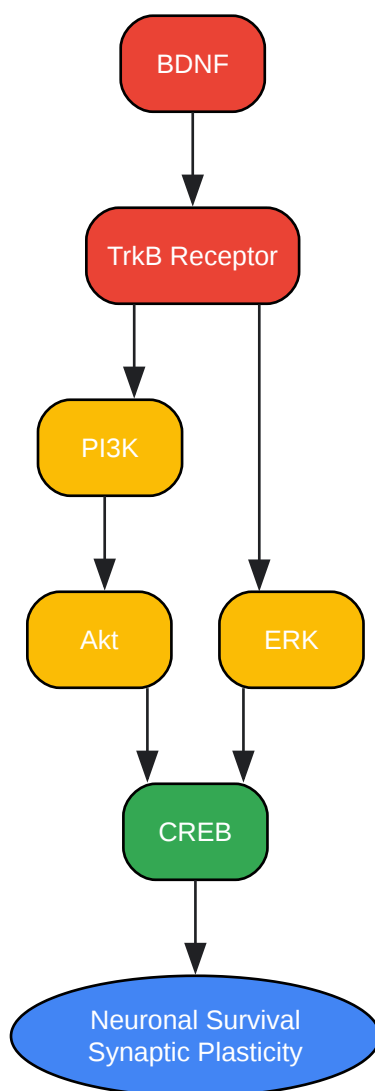 BDNF
TrkB Receptor
PI3K
Akt
ERK
CREB
Neuronal Survival
Synaptic Plasticity